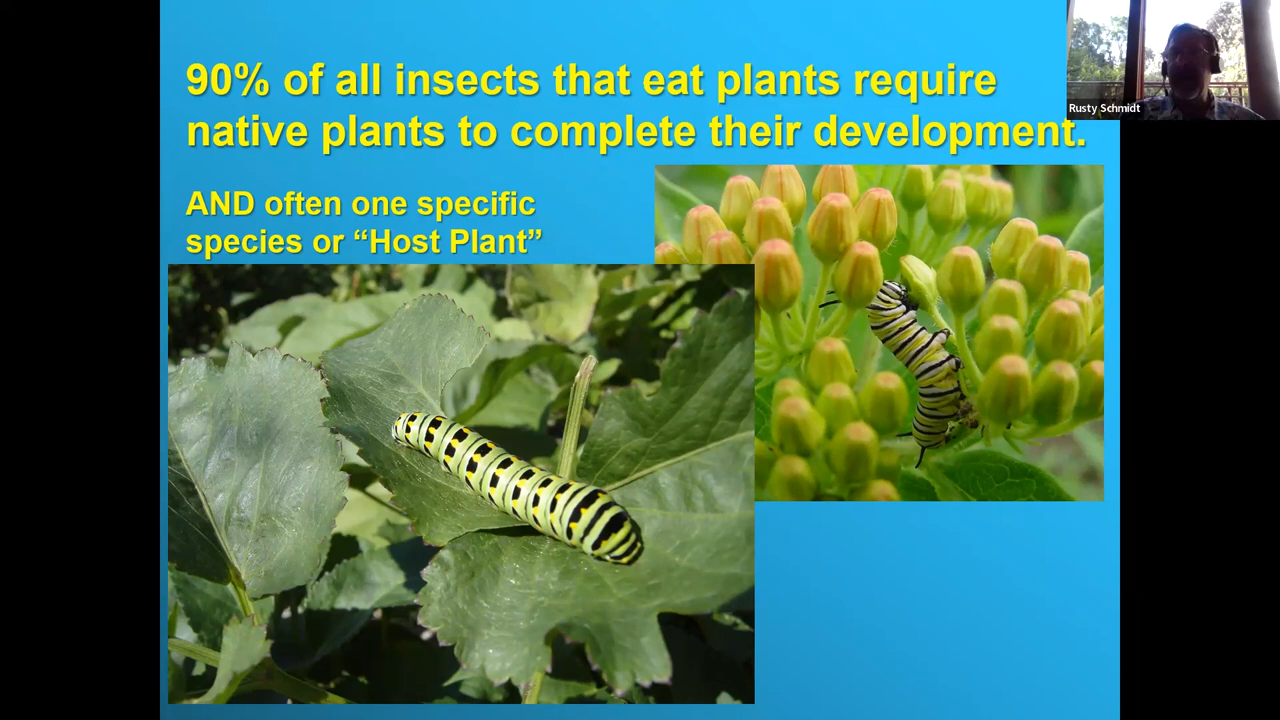 90% of all insects that eat plants require
native plants to complete their development.
AND often one specific
species or “Host Plant”
Rusty Schmidt